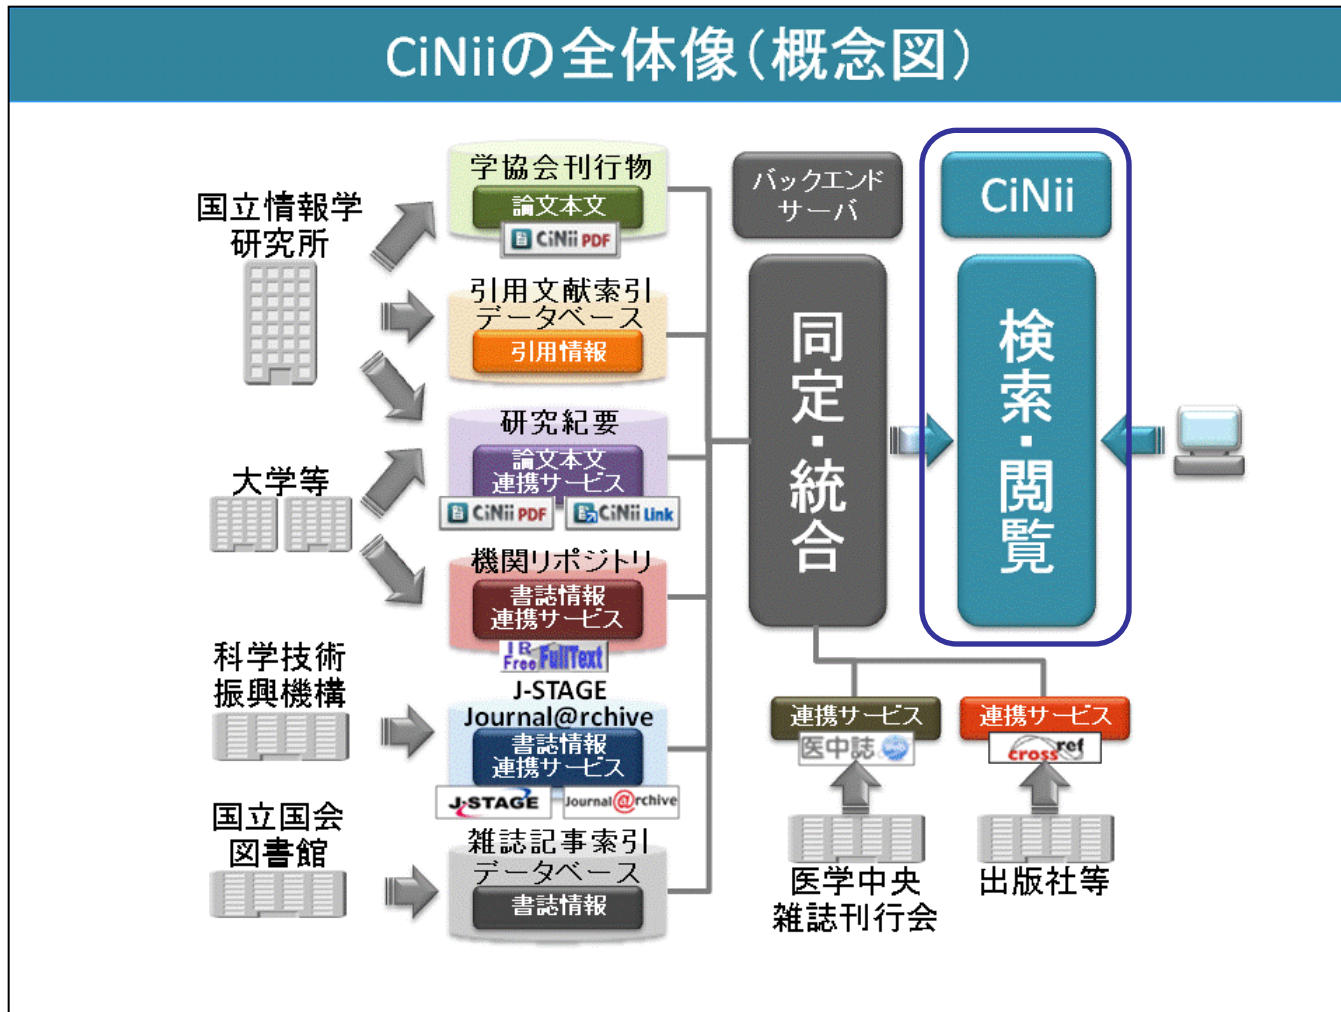 CiNiiの全体像（概念図）
国立情報学
研究所
大学等
科学技術
振興機構
国立国会
図書館
学協会刊行物
論文本文
CiNii PDF
引用文献索引
データベース
引用情報
研究紀要
論文本文
連携サービス
CiNii PDF
CiNii Link
機関リポジトリ
書誌情報
連携サービス
IR
Free FullText
J-STAGE
Journal@rchive
書誌情報
連携サービス
J-STAGE
Journal@rchive
雑誌記事索引
データベース
書誌情報
バックエンド
サーバ
同定・統合
CiNii
検索・閲覧
連携サービス
医中誌
医学中央
雑誌刊行会
連携サービス
cross ref
出版社等